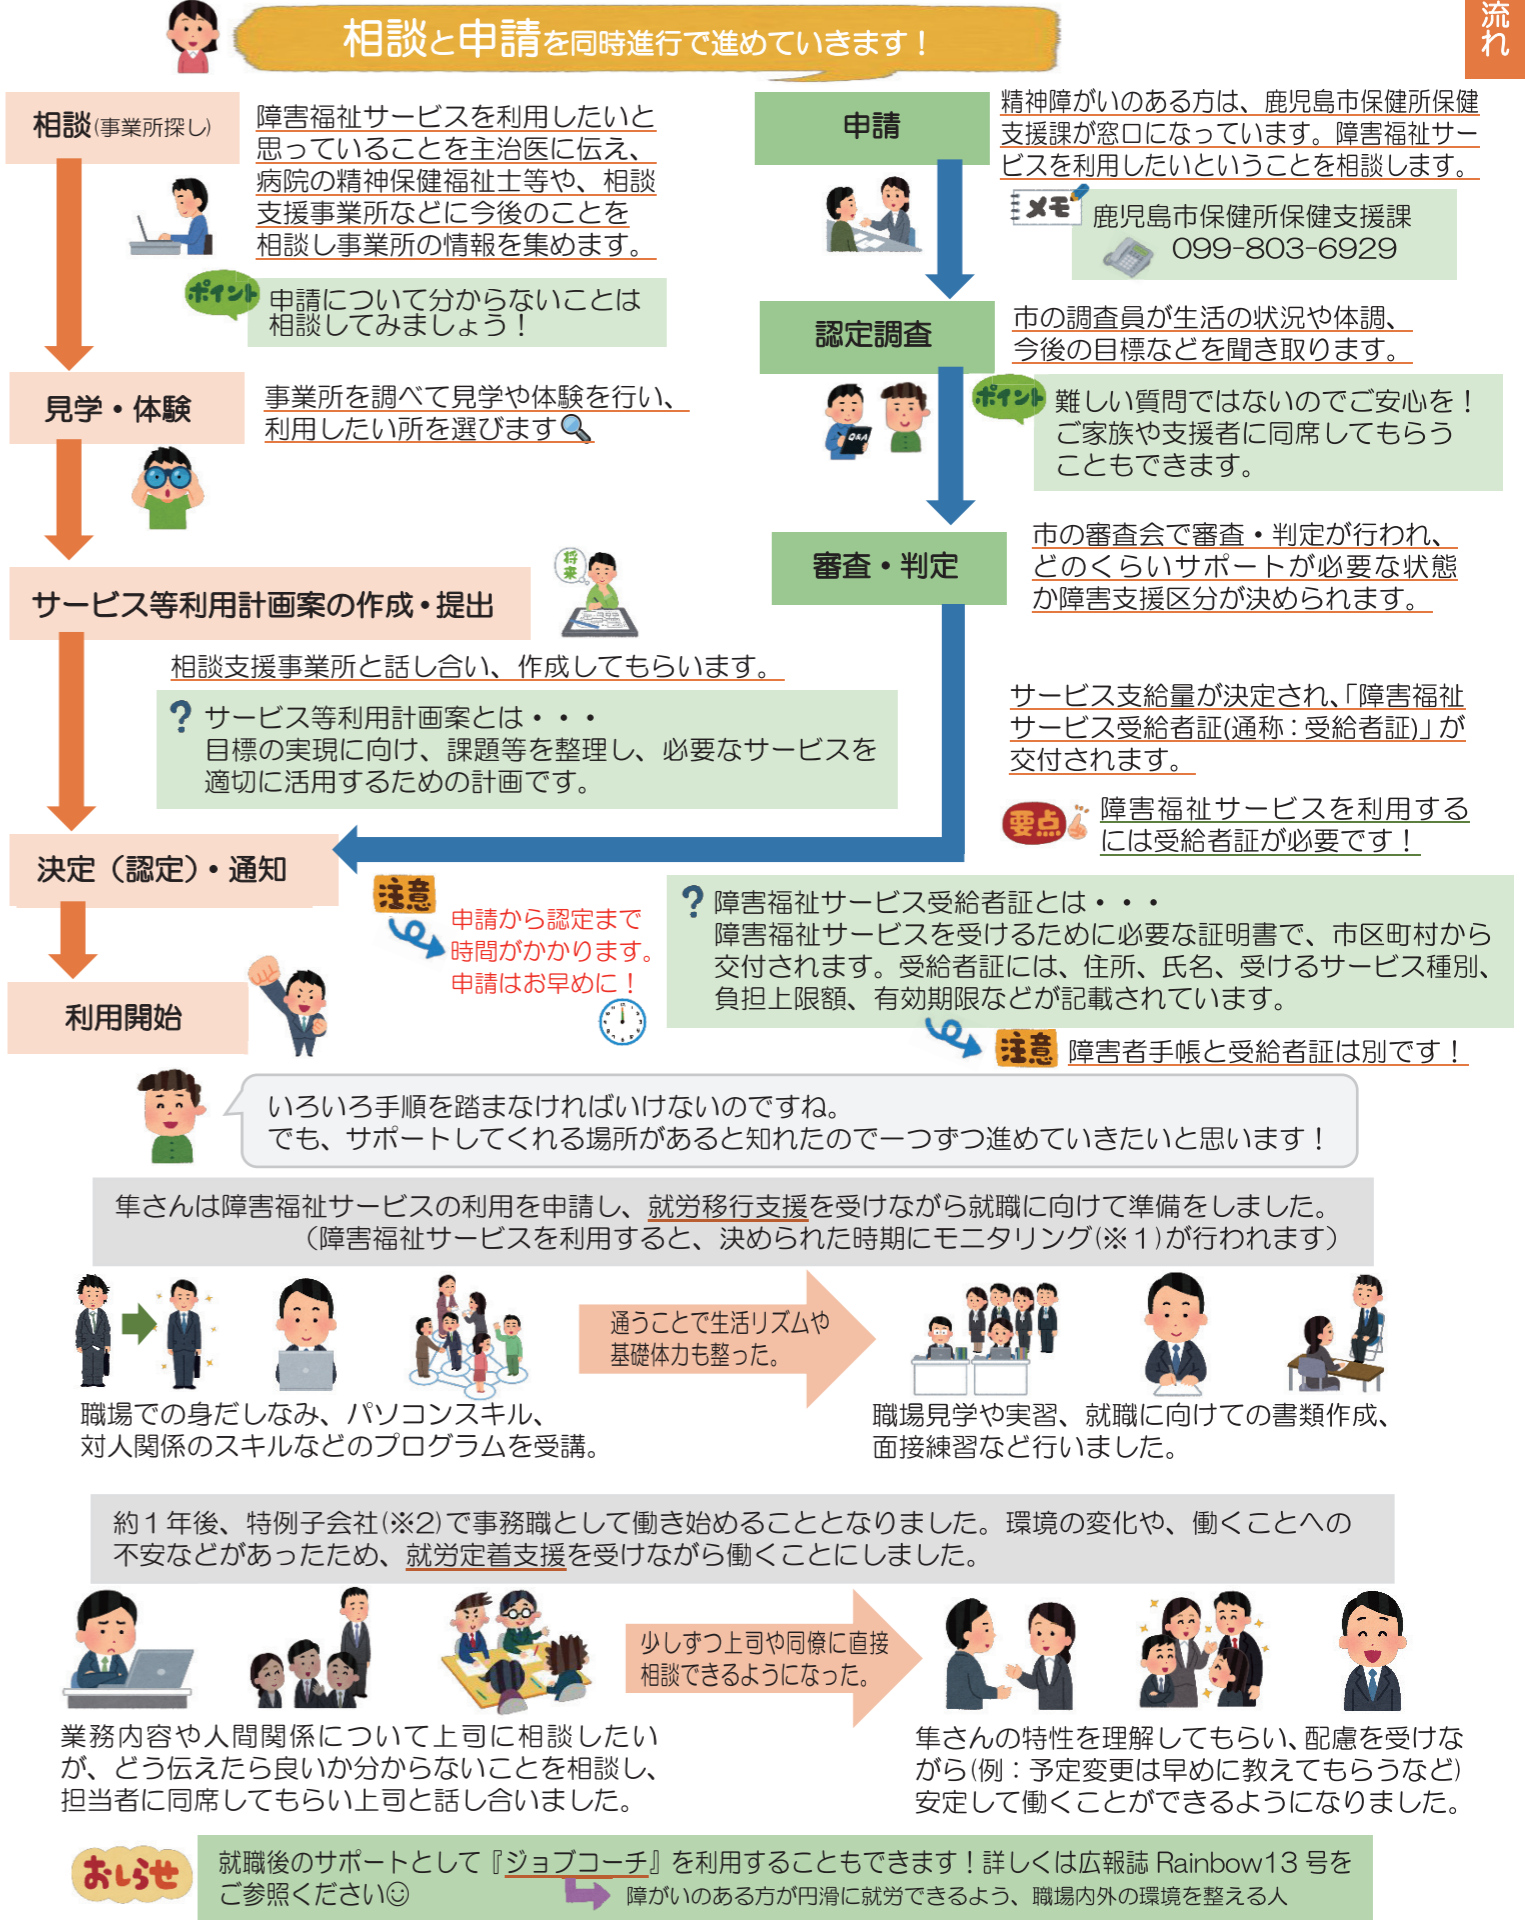 流れ
相談と申請を同時進行で進めていきます！
相談(事業所探し)
障害福祉サービスを利用したいと
思っていることを主治医に伝え、
病院の精神保健福祉士等や、相談
支援事業所などに今後のことを
相談し事業所の情報を集めます。
ポイント
申請について分からないことは
相談してみましょう！
見学・体験
事業所を調べて見学や体験を行い、
利用したい所を選びます
サービス等利用計画案の作成・提出
将来
相談支援事業所と話し合い、作成してもらいます。
? サービス等利用計画案とは・・・
目標の実現に向け、課題等を整理し、必要なサービスを
適切に活用するための計画です。
申請
精神障がいのある方は、鹿児島市保健所保健
支援課が窓口になっています。障害福祉サー
ビスを利用したいということを相談します。
メモ
鹿児島市保健所保健支援課
099-803-6929
認定調査
市の調査員が生活の状況や体調、
今後の目標などを聞き取ります。
Q&A
ポイント
難しい質問ではないのでご安心を！
ご家族や支援者に同席してもらう
こともできます。
審査・判定
市の審査会で審査・判定が行われ、
どのくらいサポートが必要な状態
か障害支援区分が決められます。
サービス支給量が決定され、「障害福祉
サービス受給者証(通称：受給者証)」が
交付されます。
要点
障害福祉サービスを利用する
には受給者証が必要です！
決定（認定）・通知
注意
申請から認定まで
時間がかかります。
申請はお早めに！
? 障害福祉サービス受給者証とは・・・
障害福祉サービスを受けるために必要な証明書で、市区町村から
交付されます。受給者証には、住所、氏名、受けるサービス種別、
負担上限額、有効期限などが記載されています。
注意
障害者手帳と受給者証は別です！
利用開始
いろいろ手順を踏まなければいけないのですね。
でも、サポートしてくれる場所があると知れたので一つずつ進めていきたいと思います！
隼さんは障害福祉サービスの利用を申請し、就労移行支援を受けながら就職に向けて準備をしました。
（障害福祉サービスを利用すると、決められた時期にモニタリング(※１)が行われます）
通うことで生活リズムや
基礎体力も整った。
職場での身だしなみ、パソコンスキル、
対人関係のスキルなどのプログラムを受講。
職場見学や実習、就職に向けての書類作成、
面接練習など行いました。
約１年後、特例子会社(※2)で事務職として働き始めることとなりました。環境の変化や、働くことへの
不安などがあったため、就労定着支援を受けながら働くことにしました。
少しずつ上司や同僚に直接
相談できるようになった。
業務内容や人間関係について上司に相談したい
が、どう伝えたら良いか分からないことを相談し、
担当者に同席してもらい上司と話し合いました。
隼さんの特性を理解してもらい、配慮を受けな
がら(例：予定変更は早めに教えてもらうなど)
安定して働くことができるようになりました。
おしらせ
就職後のサポートとして『ジョブコーチ』を利用することもできます！詳しくは広報誌 Rainbow13 号を
ご参照ください☺
障がいのある方が円滑に就労できるよう、職場内外の環境を整える人